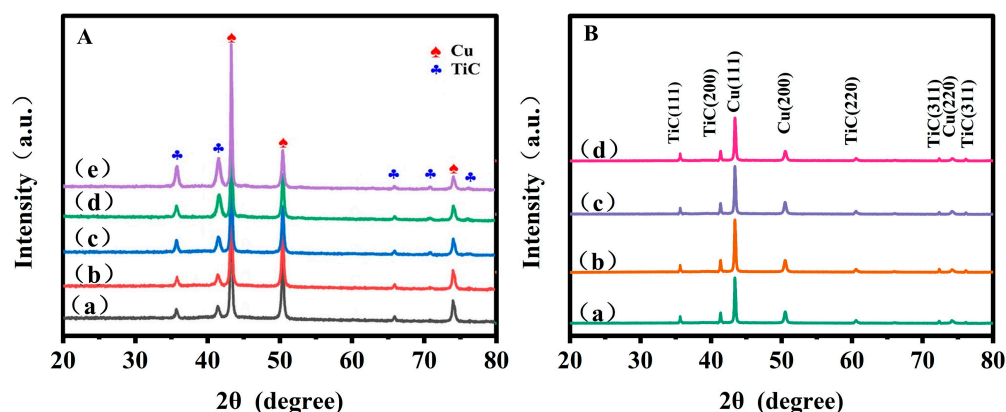 A
♠ Cu
♣ TiC
（e）
（d）
（c）
（b）
（a）
Intensity（a.u.）
20 30 40 50 60 70 80
2θ (degree)
B
TiC(111)
TiC(200)
Cu(111)
Cu(200)
TiC(220)
TiC(311)
Cu(220)
TiC(311)
（d）
（c）
（b）
（a）
Intensity（a.u.）
20 30 40 50 60 70 80
2θ (degree)